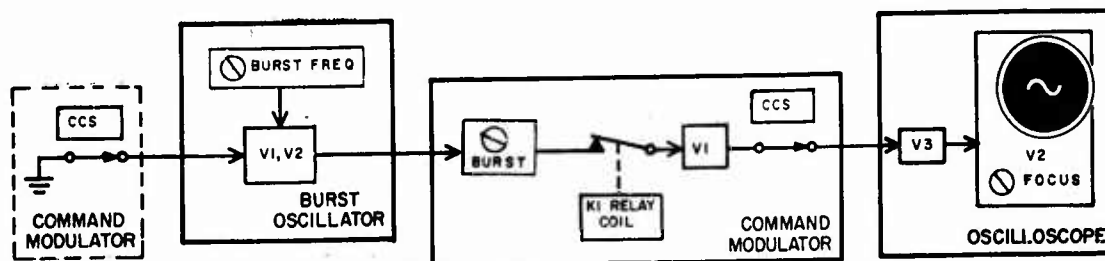 CCS
COMMAND
MODULATOR
BURST FREQ
V1, V2
BURST
OSCILLATOR
BURST
K1 RELAY
COIL
V1
CCS
COMMAND
MODULATOR
V3
V2
FOCUS
OSCILLOSCOPE